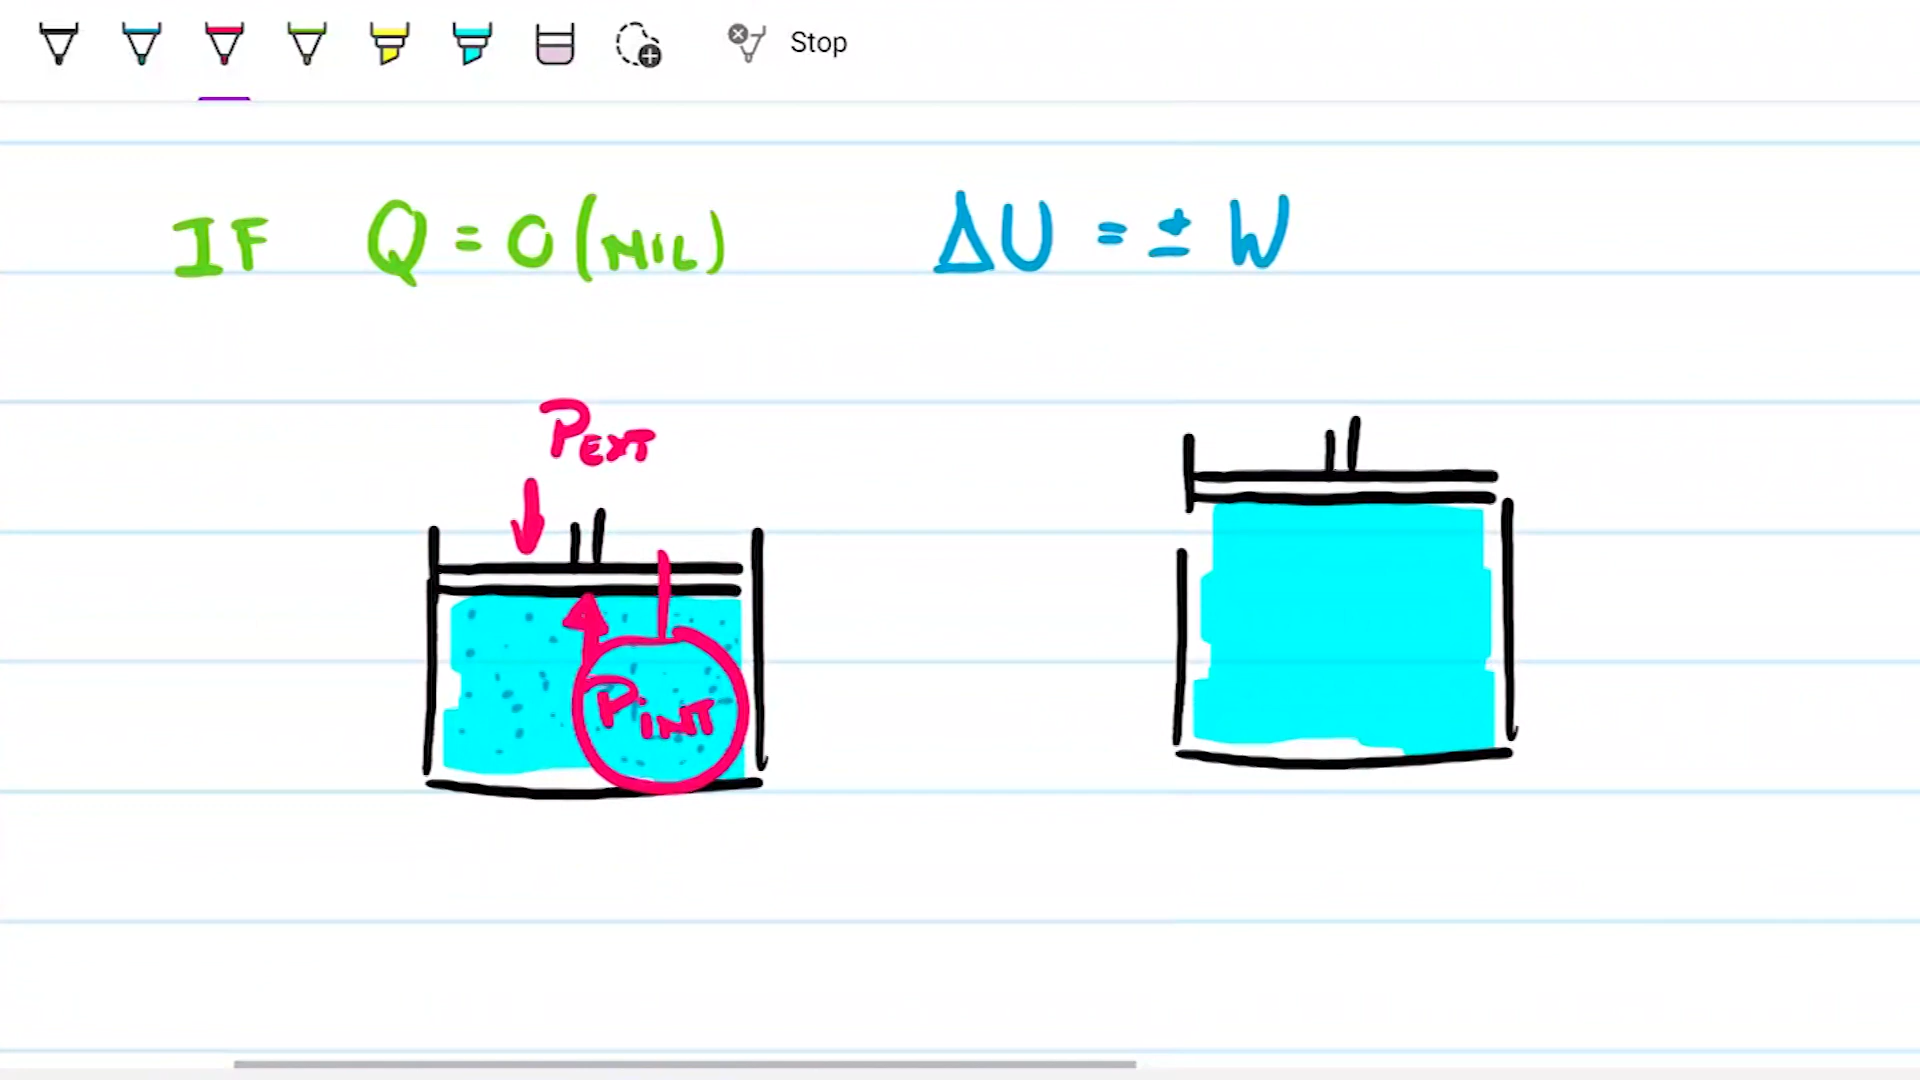 Stop
IF Q = 0 (NIL) ΔU = ± W
PEXT
PINT